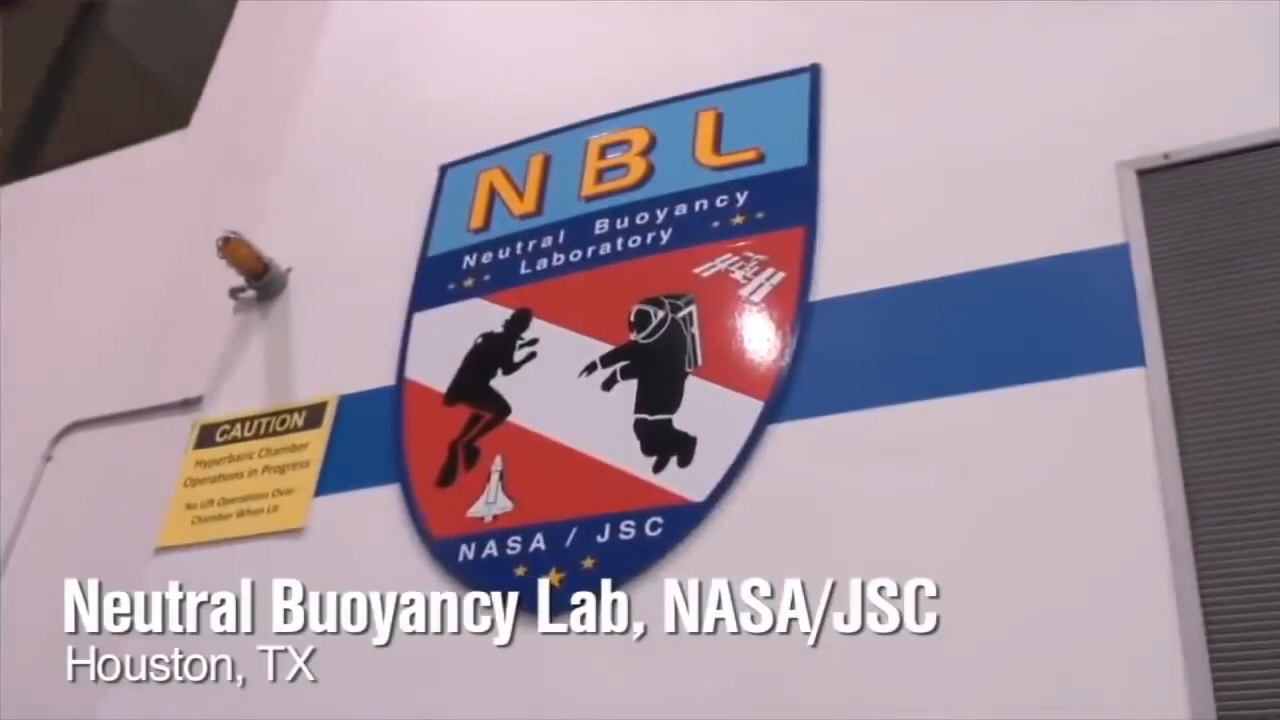 NBL
Neutral Buoyancy
Laboratory
CAUTION
Hyperbaric Chamber
Operations in Progress
No Lift Operations Over
Chamber When Lit
NASA / JSC
Neutral Buoyancy Lab, NASA/JSC
Houston, TX